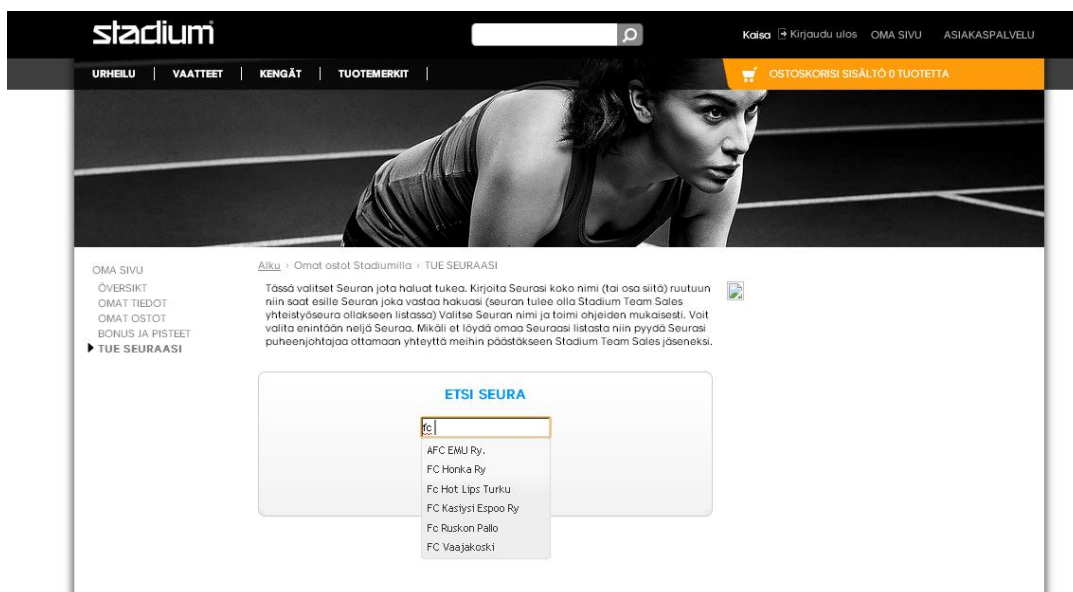 stadium
Kaisa Kirjaudu ulos OMA SIVU ASIAKASPALVELU
URHEILU | VAATTEET | KENGÄT | TUOTEMERKIT |
OSTOSKORISI SISÄLTÖ 0 TUOTETTA
OMA SIVU
ÖVERSIKT
OMAT TIEDOT
OMAT OSTOT
BONUS JA PISTEET
TUE SEURAASI
Alku › Omat ostot Stadiumilla › TUE SEURAASI
Tässä valitset Seuran jota haluat tukea. Kirjoita Seurasi koko nimi (tai osa siitä) ruutuun
niin saat esille Seuran joka vastaa hakuasi (seuran tulee olla Stadium Team Sales
yhteistyöseura ollakseen listassa) Valitse Seuran nimi ja toimi ohjeiden mukaisesti. Voit
valita enintään neljä Seuraa. Mikäli et löydä omaa Seuraasi listasta niin pyydä Seurasi
puheenjohtajaa ottamaan yhteyttä meihin päästäkseen Stadium Team Sales jäseneksi.
ETSI SEURA
fc
AFC EMU Ry.
FC Honka Ry
Fc Hot Lips Turku
FC Kasiysi Espoo Ry
Fc Ruskon Pallo
FC Vaajakoski